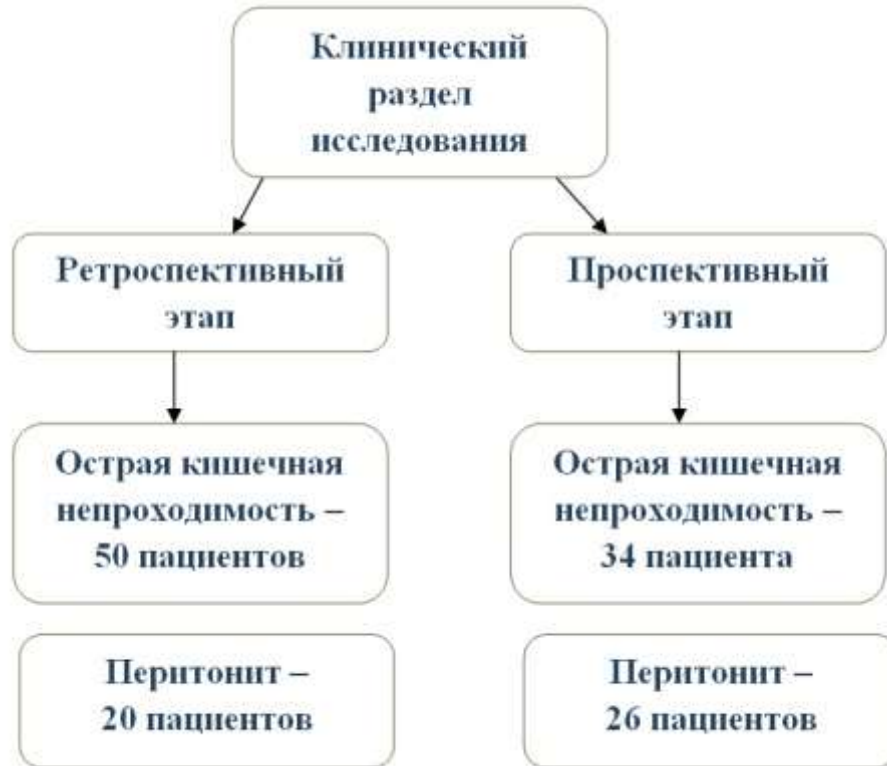 Клинический
раздел
исследования
Ретроспективный
этап
Проспективный
этап
Острая кишечная
непроходимость –
50 пациентов
Острая кишечная
непроходимость –
34 пациента
Перитонит –
20 пациентов
Перитонит –
26 пациентов